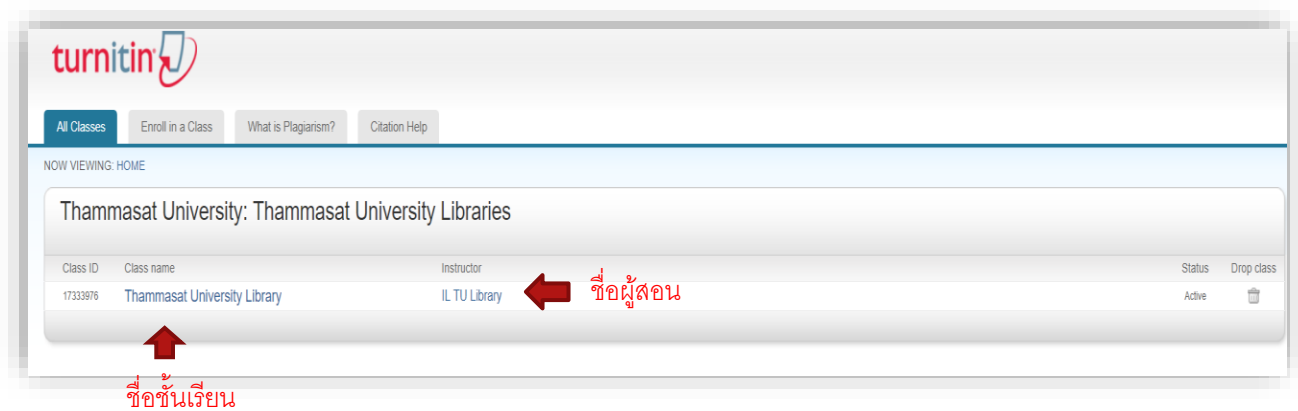 turnitin
All Classes Enroll in a Class What is Plagiarism? Citation Help
NOW VIEWING: HOME
Thammasat University: Thammasat University Libraries
Class ID Class name Instructor Status Drop class
17333976 Thammasat University Library IL TU Library ชื่อผู้สอน Active
ชื่อชั้นเรียน